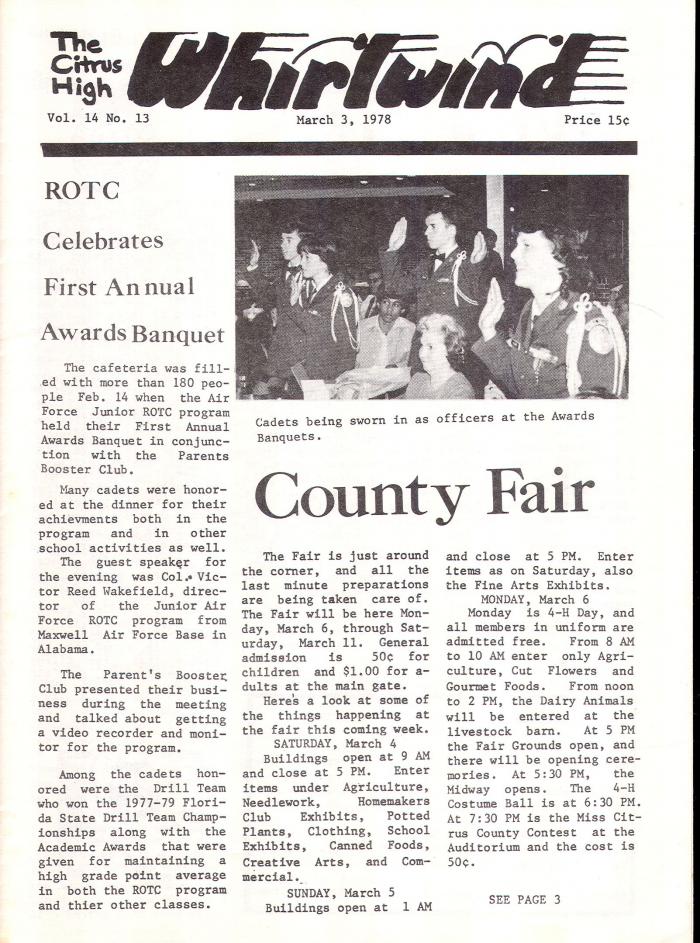 The
Citrus
High
Whirlwind
Vol. 14 No. 13
March 3, 1978
Price 15¢
ROTC
Celebrates
First Annual
Awards Banquet
The cafeteria was fill-
ed with more than 180 peo-
ple Feb. 14 when the Air
Force Junior ROTC program
held their First Annual
Awards Banquet in conjunc-
tion with the Parents
Booster Club.
Many cadets were honor-
ed at the dinner for their
achievments both in the
program and in other
school activities as well.
The guest speaker for
the evening was Col. Vic-
tor Reed Wakefield, direc-
tor of the Junior Air
Force ROTC program from
Maxwell Air Force Base in
Alabama.
The Parent's Booster
Club presented their busi-
ness during the meeting
and talked about getting
a video recorder and moni-
tor for the program.
Among the cadets hon-
ored were the Drill Team
who won the 1977-79 Flori-
da State Drill Team Champ-
ionships along with the
Academic Awards that were
given for maintaining a
high grade point average
in both the ROTC program
and thier other classes.
Cadets being sworn in as officers at the Awards
Banquets.
County Fair
The Fair is just around
the corner, and all the
last minute preparations
are being taken care of.
The Fair will be here Mon-
day, March 6, through Sat-
urday, March 11. General
admission is 50¢ for
children and $1.00 for a-
dults at the main gate.
Here's a look at some of
the things happening at
the fair this coming week.
SATURDAY, March 4
Buildings open at 9 AM
and close at 5 PM. Enter
items under Agriculture,
Needlework, Homemakers
Club Exhibits, Potted
Plants, Clothing, School
Exhibits, Canned Foods,
Creative Arts, and Com-
mercial.
SUNDAY, March 5
Buildings open at 1 AM
and close at 5 PM. Enter
items as on Saturday, also
the Fine Arts Exhibits.
MONDAY, March 6
Monday is 4-H Day, and
all members in uniform are
admitted free. From 8 AM
to 10 AM enter only Agri-
culture, Cut Flowers and
Gourmet Foods. From noon
to 2 PM, the Dairy Animals
will be entered at the
livestock barn. At 5 PM
the Fair Grounds open, and
there will be opening cere-
mories. At 5:30 PM, the
Midway opens. The 4-H
Costume Ball is at 6:30 PM.
At 7:30 PM is the Miss Cit-
rus County Contest at the
Auditorium and the cost is
50¢.
SEE PAGE 3